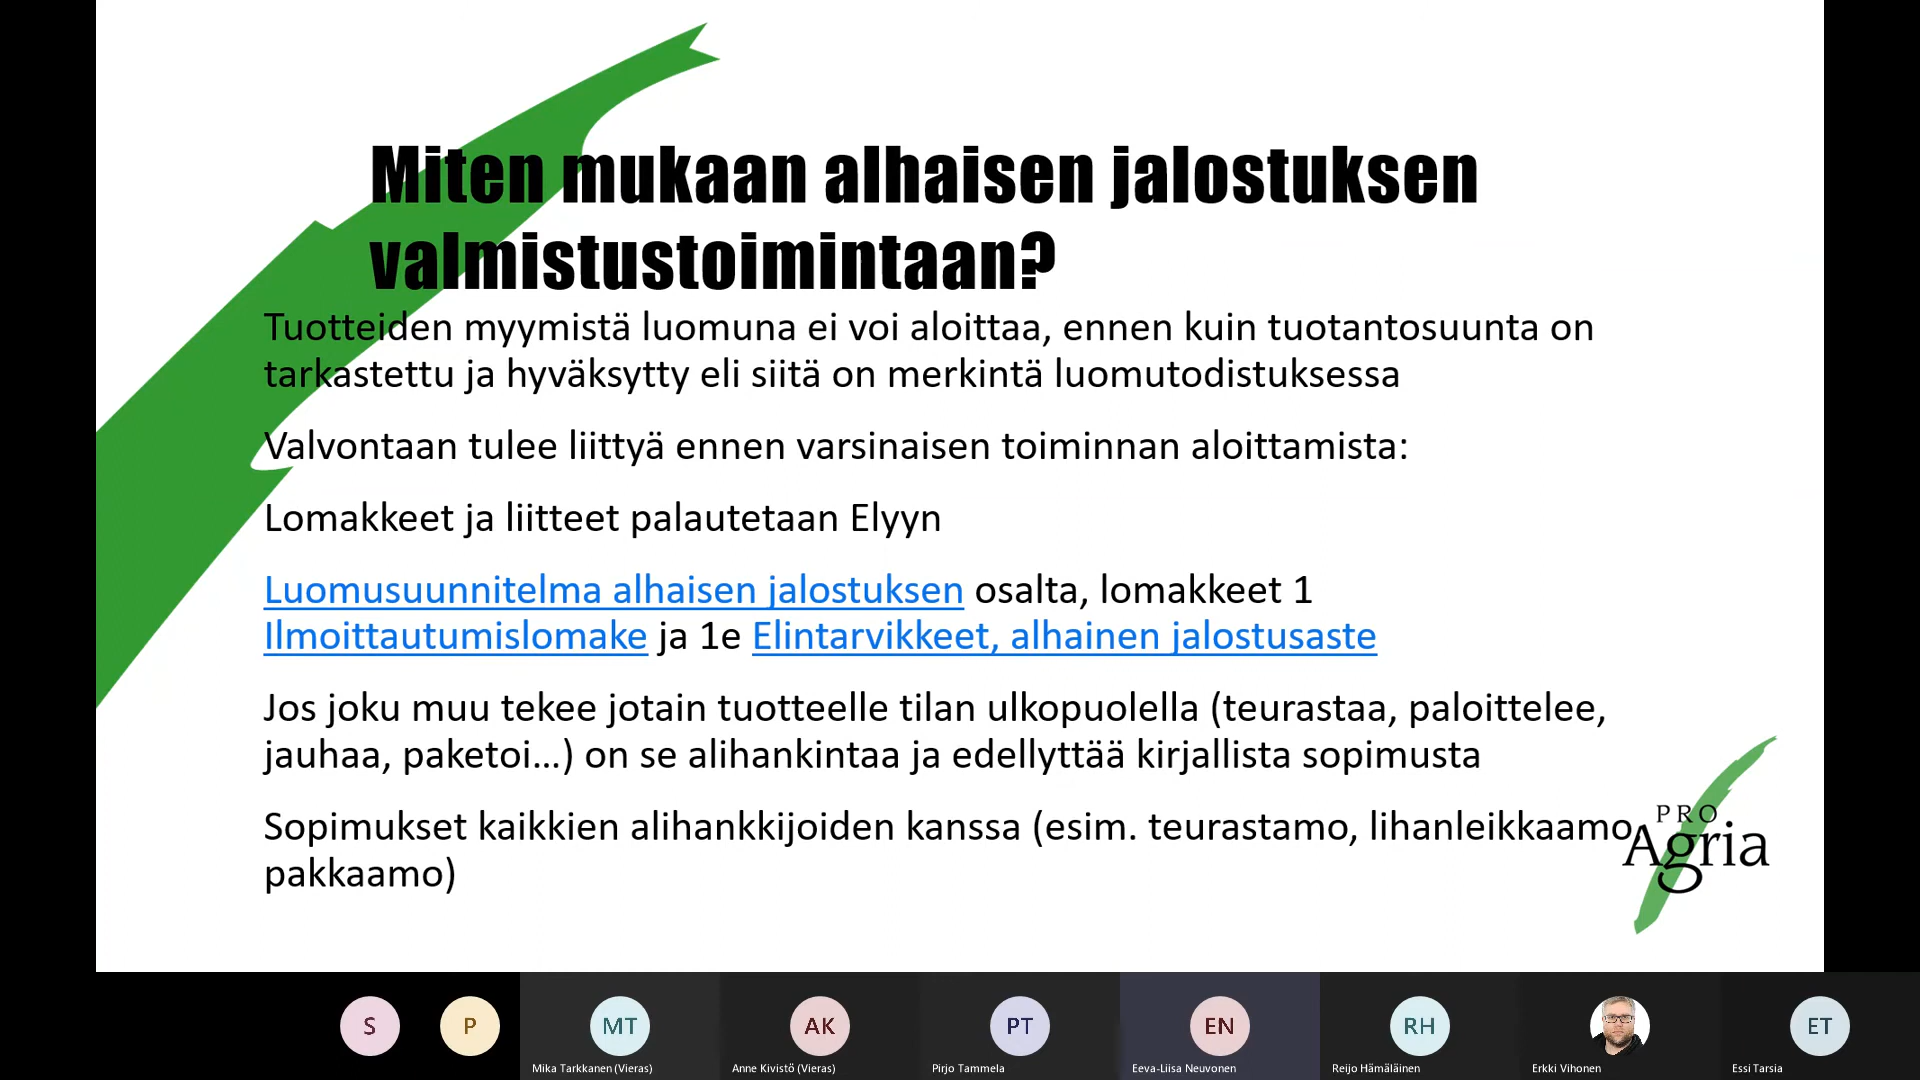 Miten mukaan alhaisen jalostuksen
valmistustoimintaan?
Tuotteiden myymistä luomuna ei voi aloittaa, ennen kuin tuotantosuunta on
tarkastettu ja hyväksytty eli siitä on merkintä luomutodistuksessa
Valvontaan tulee liittyä ennen varsinaisen toiminnan aloittamista:
Lomakkeet ja liitteet palautetaan Elyyn
Luomusuunnitelma alhaisen jalostuksen osalta, lomakkeet 1
Ilmoittautumislomake ja 1e Elintarvikkeet, alhainen jalostusaste
Jos joku muu tekee jotain tuotteelle tilan ulkopuolella (teurastaa, paloittelee,
jauhaa, paketoi...) on se alihankintaa ja edellyttää kirjallista sopimusta
Sopimukset kaikkien alihankkijoiden kanssa (esim. teurastamo, lihanleikkaamo,
pakkaamo)
PRO
Agria
S
P
MT
AK
PT
EN
RH
ET
Mika Tarkkanen (Vieras)
Anne Kivistö (Vieras)
Pirjo Tammela
Eeva-Liisa Neuvonen
Reijo Hämäläinen
Erkki Vihonen
Essi Tarsia